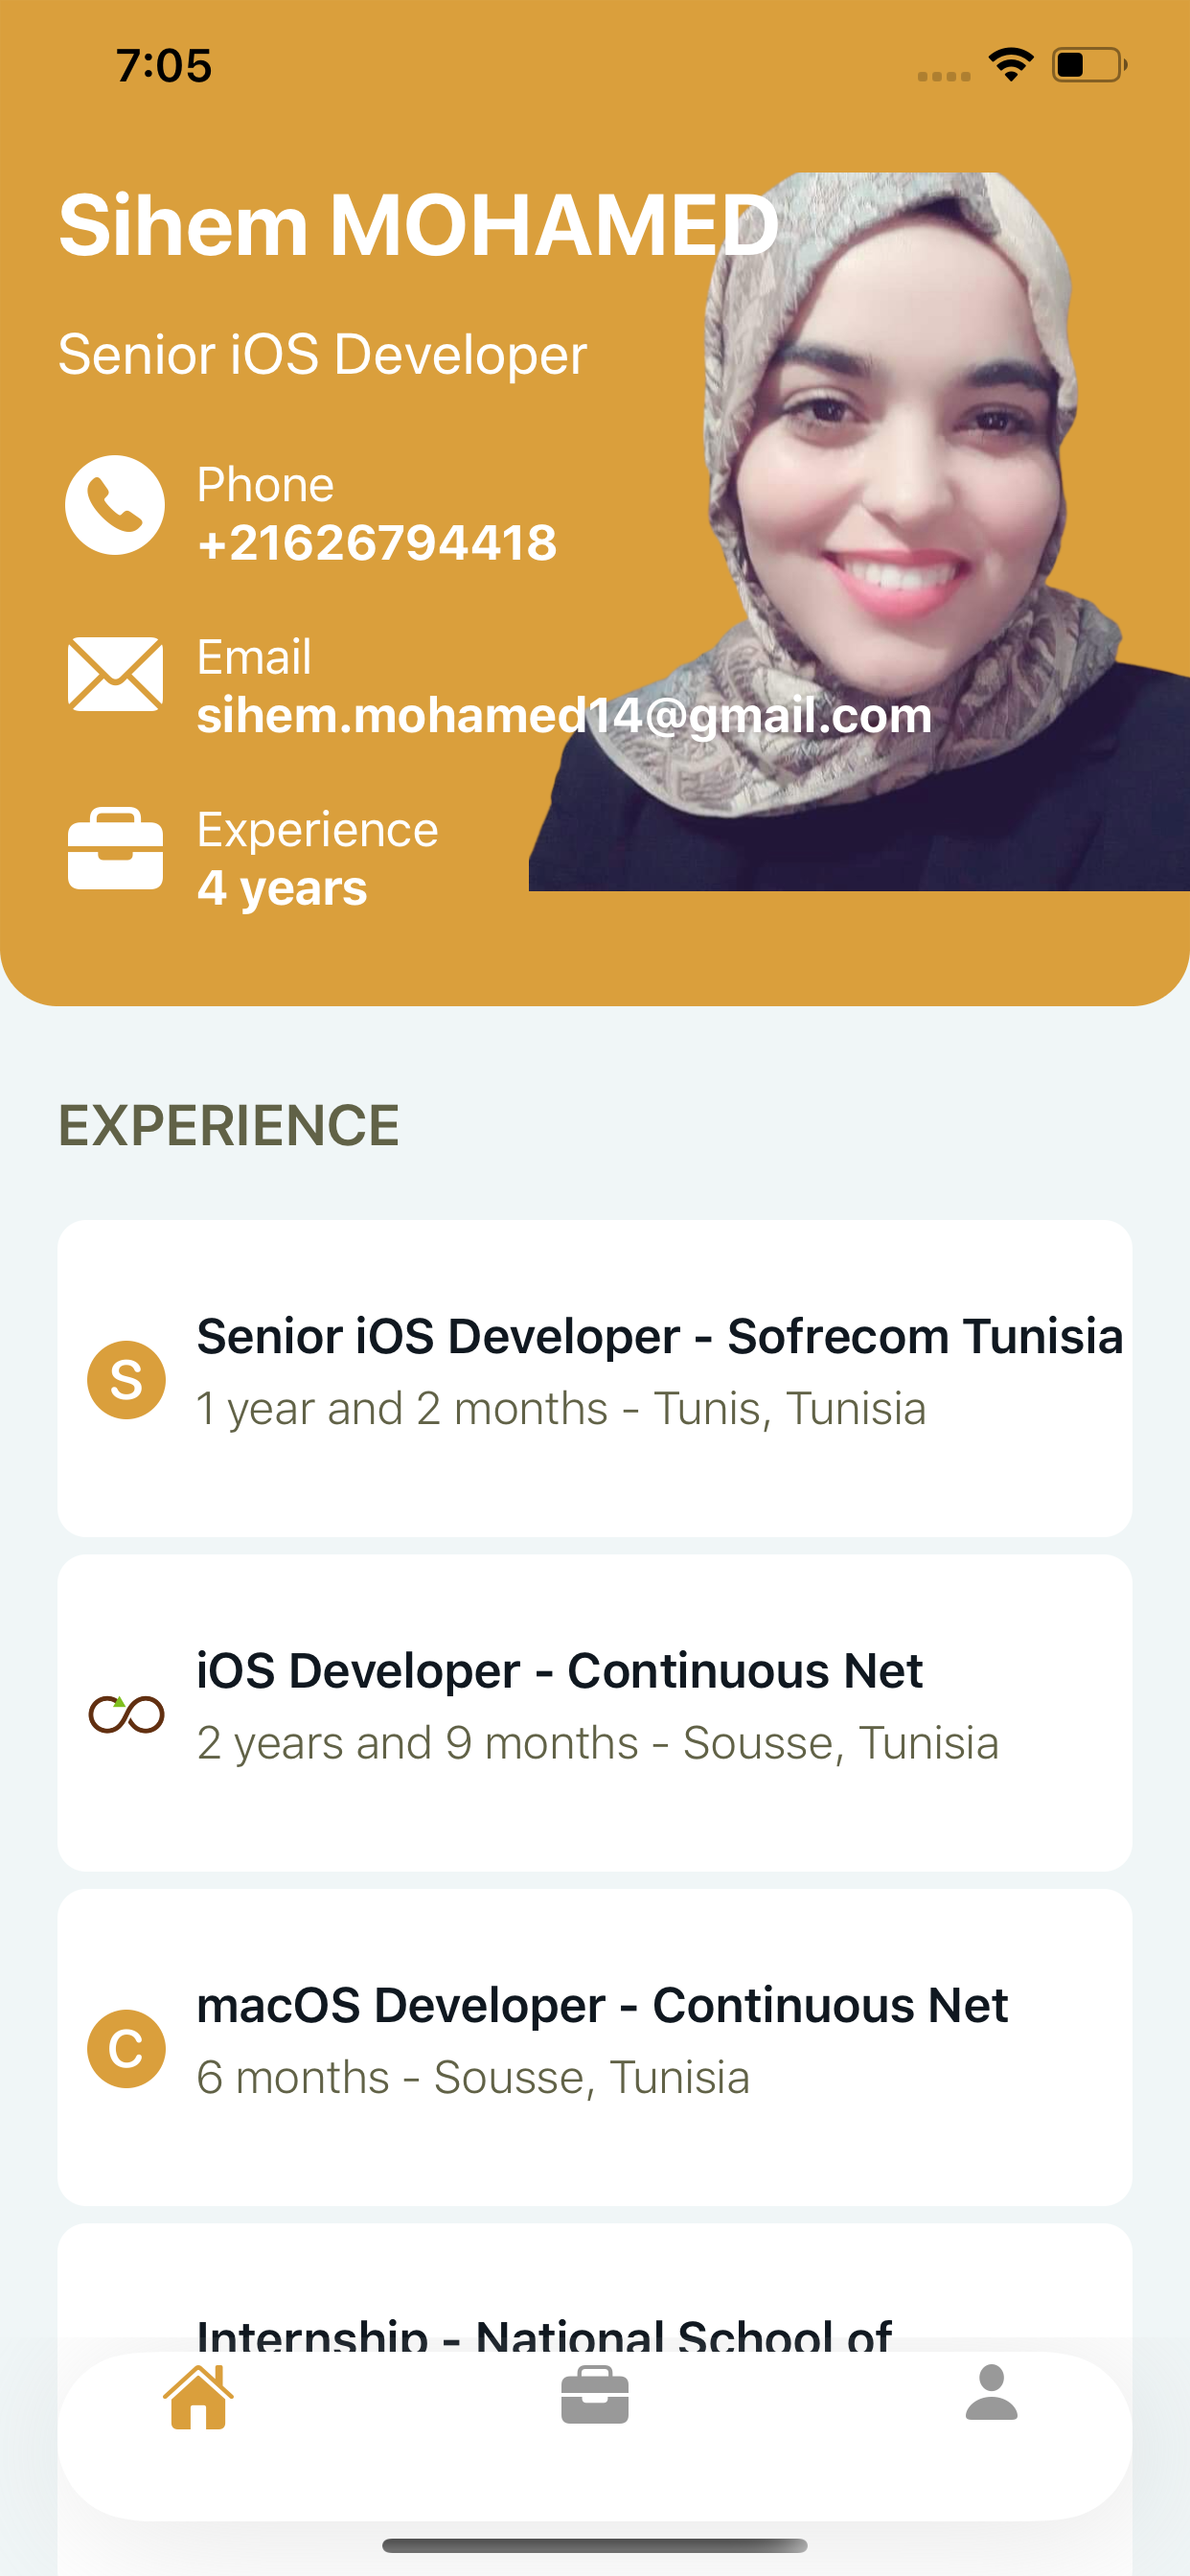 7:05
Sihem MOHAMED
Senior iOS Developer
Phone
+21626794418
Email
sihem.mohamed14@gmail.com
Experience
4 years
EXPERIENCE
S
Senior iOS Developer - Sofrecom Tunisia
1 year and 2 months - Tunis, Tunisia
iOS Developer - Continuous Net
2 years and 9 months - Sousse, Tunisia
C
macOS Developer - Continuous Net
6 months - Sousse, Tunisia
Internship - National School of